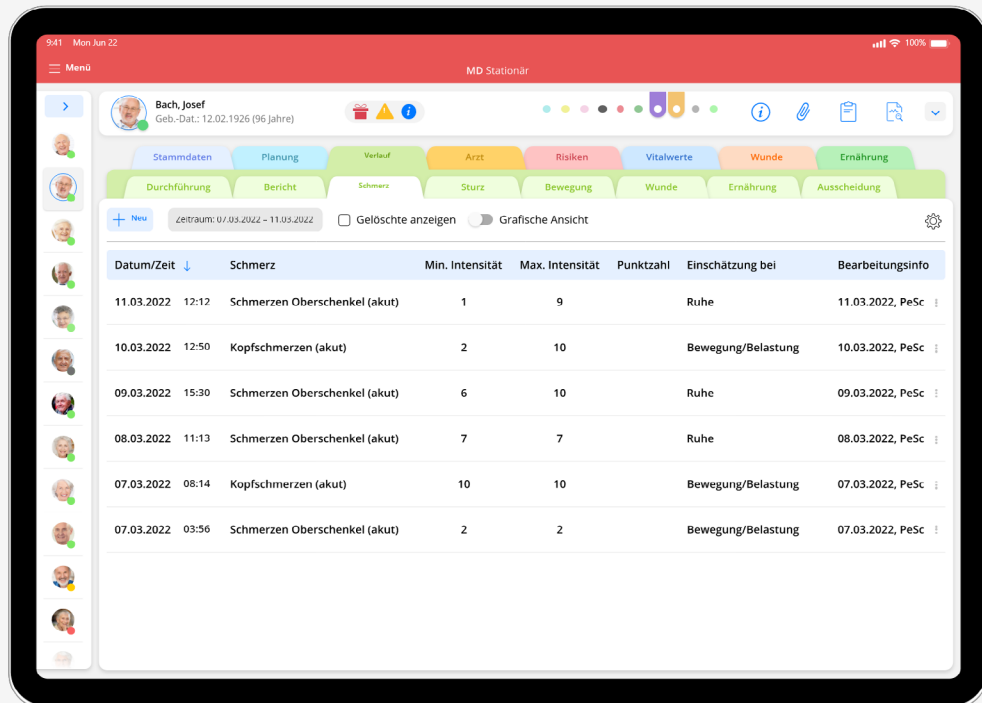 9:41 Mon Jun 22 100%
Menü MD Stationär
Bach, Josef
Geb.-Dat.: 12.02.1926 (96 Jahre)
Stammdaten Planung Verlauf Arzt Risiken Vitalwerte Wunde Ernährung
Durchführung Bericht Schmerz Sturz Bewegung Wunde Ernährung Ausscheidung
Neu Zeitraum: 07.03.2022 – 11.03.2022 Gelöschte anzeigen Grafische Ansicht
Datum/Zeit ↓ Schmerz Min. Intensität Max. Intensität Punktzahl Einschätzung bei Bearbeitungsinfo
11.03.2022 12:12 Schmerzen Oberschenkel (akut) 1 9 Ruhe 11.03.2022, PeSc
10.03.2022 12:50 Kopfschmerzen (akut) 2 10 Bewegung/Belastung 10.03.2022, PeSc
09.03.2022 15:30 Schmerzen Oberschenkel (akut) 6 10 Ruhe 09.03.2022, PeSc
08.03.2022 11:13 Schmerzen Oberschenkel (akut) 7 7 Ruhe 08.03.2022, PeSc
07.03.2022 08:14 Kopfschmerzen (akut) 10 10 Bewegung/Belastung 07.03.2022, PeSc
07.03.2022 03:56 Schmerzen Oberschenkel (akut) 2 2 Bewegung/Belastung 07.03.2022, PeSc